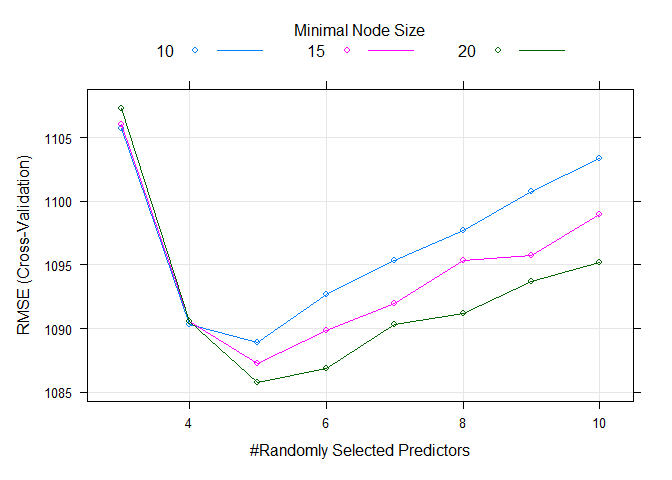 Minimal Node Size
10 15 20
1105
1100
1095
1090
1085
RMSE (Cross-Validation)
4 6 8 10
#Randomly Selected Predictors